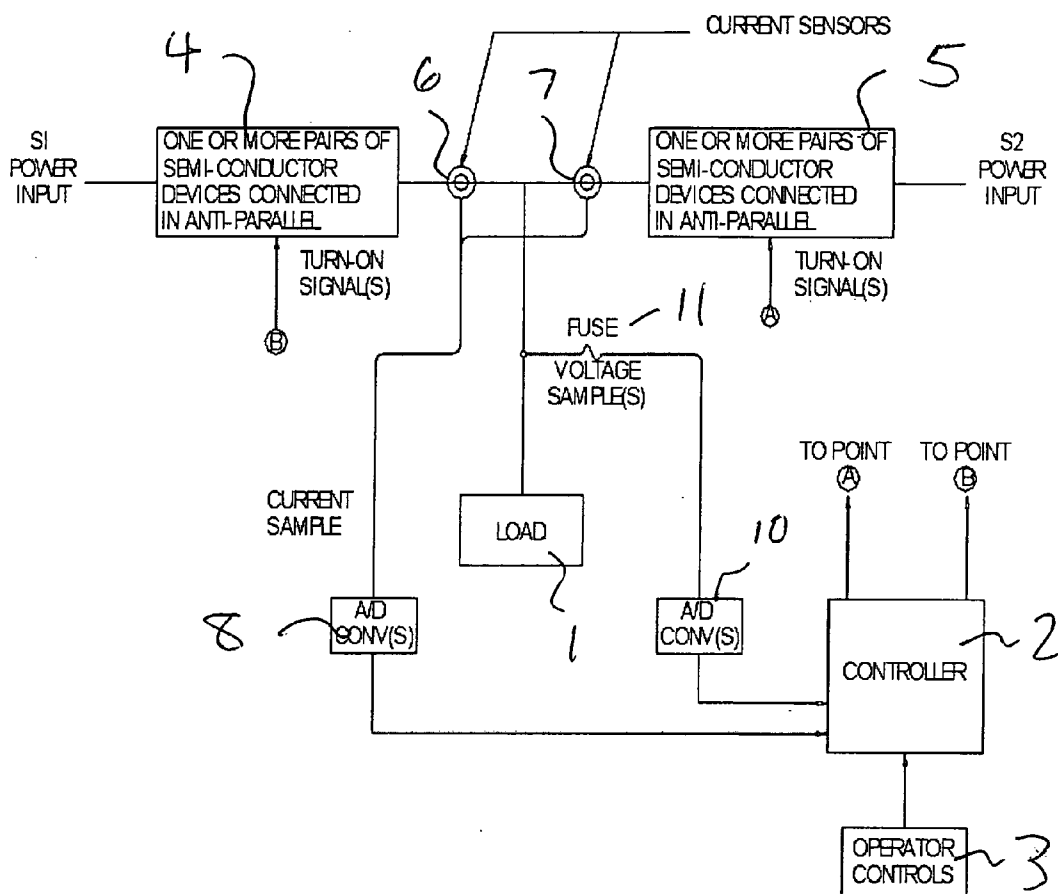 CURRENT SENSORS
4
6
7
5
S1
POWER
INPUT
ONE OR MORE PAIRS OF
SEMI-CONDUCTOR
DEVICES CONNECTED
IN ANTI-PARALLEL
ONE OR MORE PAIRS OF
SEMI-CONDUCTOR
DEVICES CONNECTED
IN ANTI-PARALLEL
S2
POWER
INPUT
TURN-ON
SIGNAL(S)
B
TURN-ON
SIGNAL(S)
A
FUSE
11
VOLTAGE
SAMPLE(S)
TO POINT
A
TO POINT
B
CURRENT
SAMPLE
LOAD
1
10
A/D
CONV(S)
8
A/D
CONV(S)
CONTROLLER
2
OPERATOR
CONTROLS
3